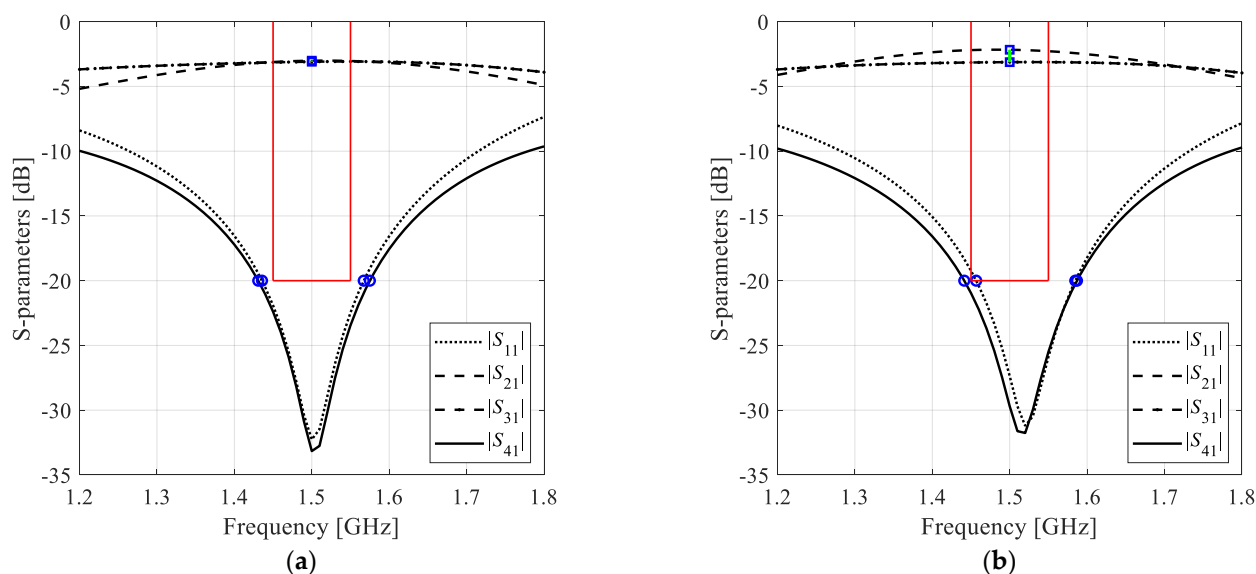 0
-5
-10
-15
-20
-25
-30
-35
S-parameters [dB]
1.2 1.3 1.4 1.5 1.6 1.7 1.8
Frequency [GHz]
|S11|
|S21|
|S31|
|S41|
(a)
0
-5
-10
-15
-20
-25
-30
-35
S-parameters [dB]
1.2 1.3 1.4 1.5 1.6 1.7 1.8
Frequency [GHz]
|S11|
|S21|
|S31|
|S41|
(b)